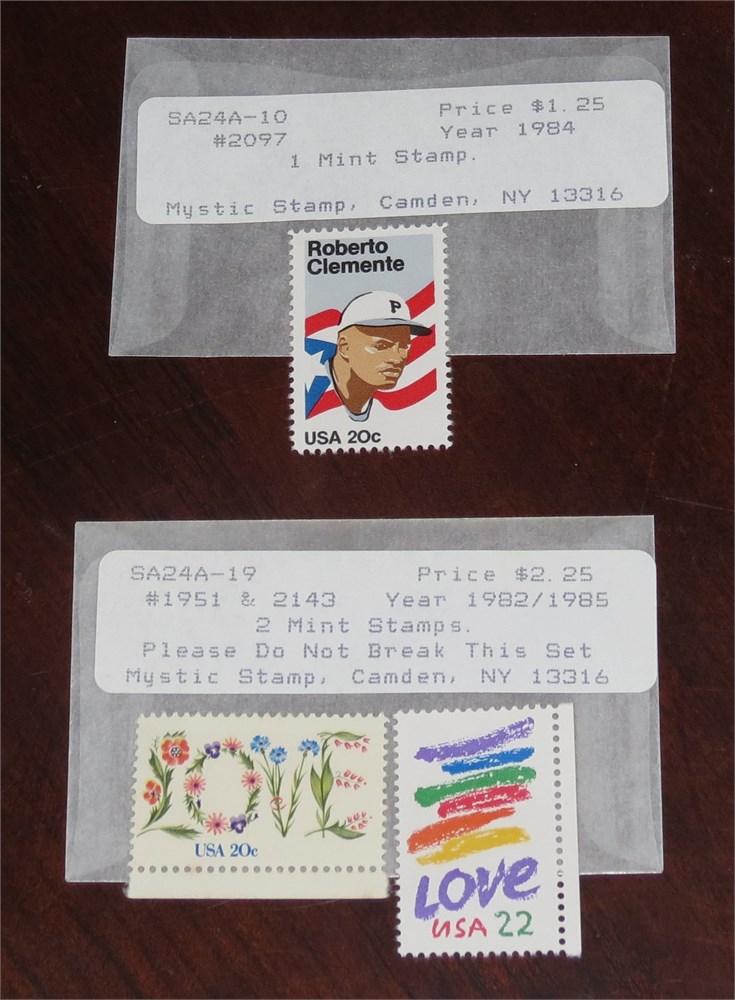 SA24A-10 Price $1.25
#2097 Year 1984
1 Mint Stamp.
Mystic Stamp, Camden, NY 13316
Roberto
Clemente
P
USA 20c
SA24A-19 Price $2.25
#1951 & 2143 Year 1982/1985
2 Mint Stamps.
Please Do Not Break This Set
Mystic Stamp, Camden, NY 13316
LOVE
USA 20c
LOVE
USA 22